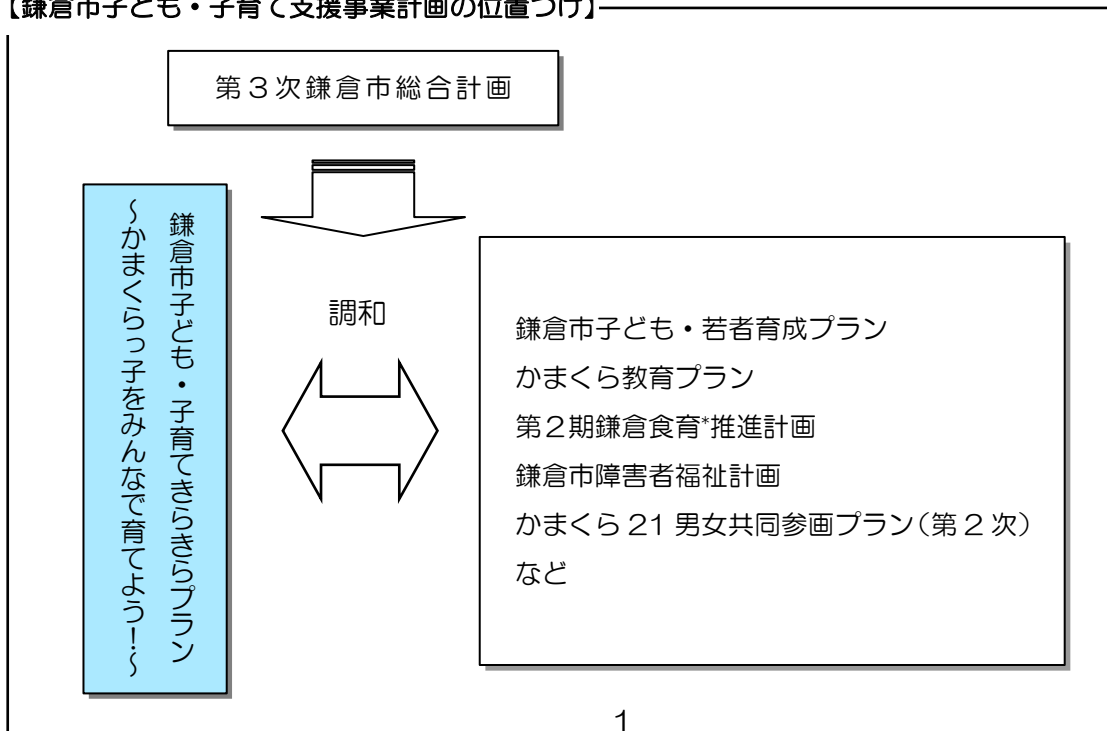 【鎌倉市子ども・子育て支援事業計画の位置づけ】
第３次鎌倉市総合計画
鎌倉市子ども・子育てきらきらプラン
～かまくらっ子をみんなで育てよう！～
調和
鎌倉市子ども・若者育成プラン
かまくら教育プラン
第２期鎌倉食育*推進計画
鎌倉市障害者福祉計画
かまくら 21 男女共同参画プラン（第 2 次）
など
1